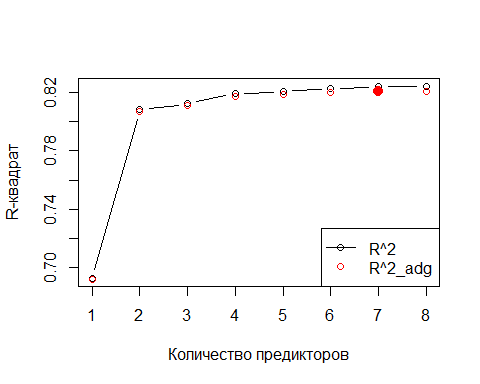 R-квадрат
0.82
0.78
0.74
0.70
R^2
R^2_adg
1 2 3 4 5 6 7 8
Количество предикторов